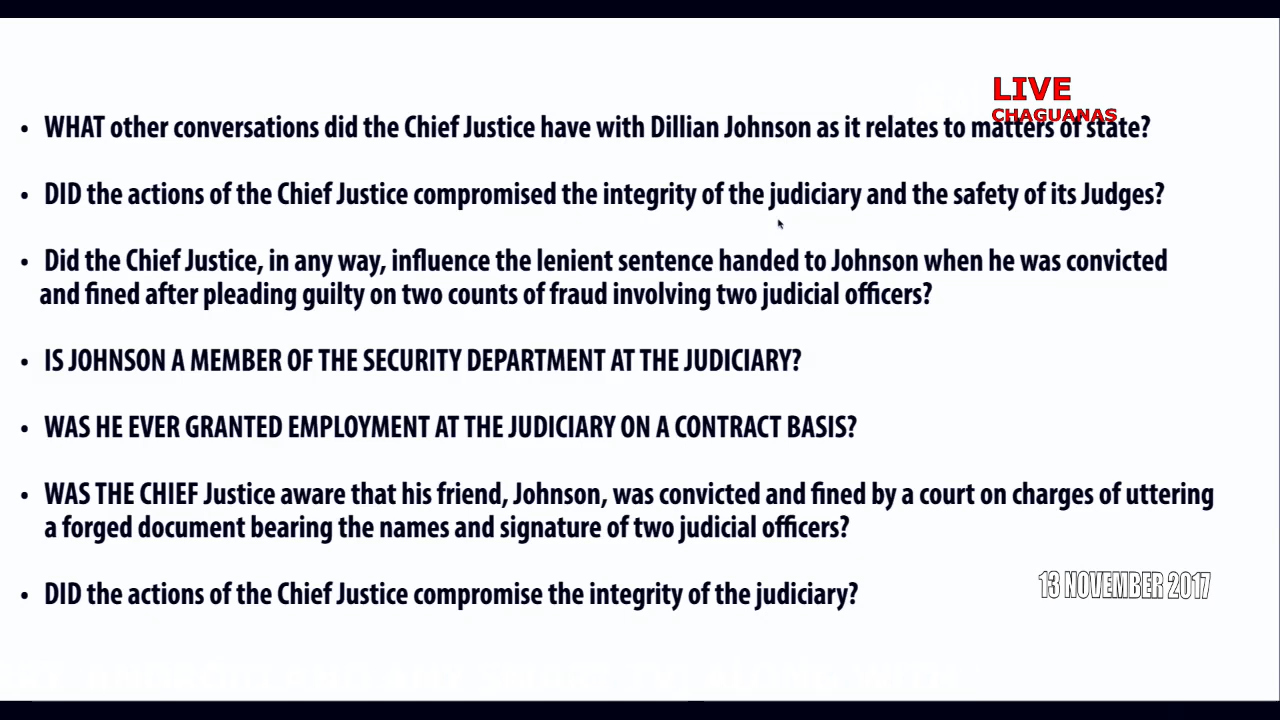 LIVE
CHAGUANAS
• WHAT other conversations did the Chief Justice have with Dillian Johnson as it relates to matters of state?
• DID the actions of the Chief Justice compromised the integrity of the judiciary and the safety of its Judges?
• Did the Chief Justice, in any way, influence the lenient sentence handed to Johnson when he was convicted
and fined after pleading guilty on two counts of fraud involving two judicial officers?
• IS JOHNSON A MEMBER OF THE SECURITY DEPARTMENT AT THE JUDICIARY?
• WAS HE EVER GRANTED EMPLOYMENT AT THE JUDICIARY ON A CONTRACT BASIS?
• WAS THE CHIEF Justice aware that his friend, Johnson, was convicted and fined by a court on charges of uttering
a forged document bearing the names and signature of two judicial officers?
• DID the actions of the Chief Justice compromise the integrity of the judiciary?
13 NOVEMBER 2017